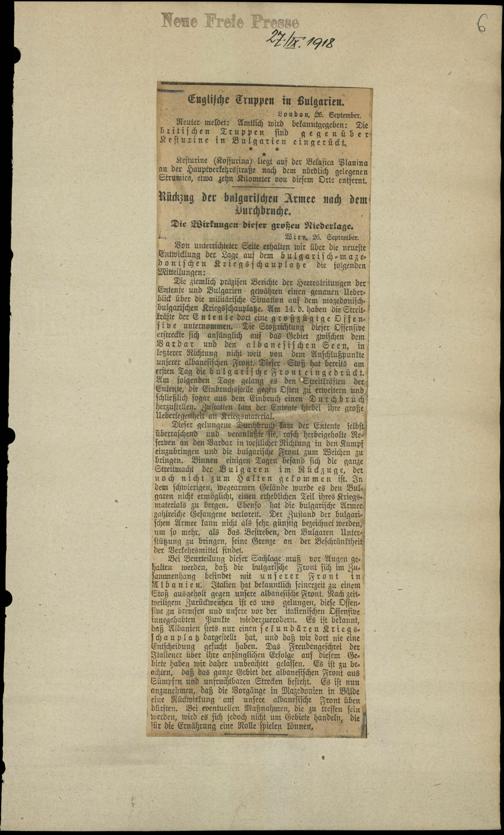 Neue Freie Presse
27./IX. 1918
6
Englische Truppen in Bulgarien.
London, 26. September.
Reuter meldet: Amtlich wird bekanntgegeben: Die
britischen Truppen sind gegenüber
Kesturine in Bulgarien eingerückt.
* * *
Kesturine (Kosturina) liegt auf der Belasica Planina
an der Hauptverkehrsstraße nach dem nördlich gelegenen
Strumica, etwa zehn Kilometer von diesem Orte entfernt.
Rückzug der bulgarischen Armee nach dem
Durchbruche.
Die Wirkungen dieser großen Niederlage.
Wien, 26. September.
Von unterrichteter Seite erhalten wir über die neueste
Entwicklung der Lage auf dem bulgarisch-maze-
donischen Kriegsschauplatze die folgenden
Mitteilungen:
Die ziemlich präzisen Berichte der Heeresleitungen der
Entente und Bulgarien gewähren einen genauen Ueber-
blick über die militärische Situation auf dem mazedonisch-
bulgarischen Kriegsschauplatze. Am 14. d. haben die Streit-
kräfte der Entente dort eine großzügige Offen-
sive unternommen. Die Stoßrichtung dieser Offensive
erstreckte sich anfänglich auf das Gebiet zwischen dem
Vardar und den albanesischen Seen, in
letzterer Richtung nicht weit von dem Anschlußpunkte
unserer albanesischen Front. Dieser Stoß hat bereits am
ersten Tag die bulgarische Front eingedrückt.
Am folgenden Tage gelang es den Streitkräften der
Entente, die Einbruchstelle gegen Osten zu erweitern und
schließlich sogar aus dem Einbruch einen Durchbruch
herzustellen. Zustatten kam der Entente hiebei ihre große
Ueberlegenheit an Kriegsmaterial.
Dieser gelungene Durchbruch kam der Entente selbst
überraschend und veranlaßte sie, rasch herbeigeholte Re-
serven an den Vardar in westlicher Richtung in den Kampf
einzubringen und die bulgarische Front zum Weichen zu
bringen. Binnen einigen Tagen befand sich die ganze
Streitmacht der Bulgaren im Rückzuge, der
noch nicht zum Halten gekommen ist. In
dem schwierigen, wegearmen Gelände wurde es den Bul-
garen nicht ermöglicht, einen erheblichen Teil ihres Kriegs-
materials zu bergen. Ebenso hat die bulgarische Armee
zahlreiche Gefangene verloren. Der Zustand der bulgari-
schen Armee kann nicht als sehr günstig bezeichnet werden,
um so mehr, als das Bestreben, den Bulgaren Unter-
stützung zu bringen, seine Grenze an der Beschränktheit
der Verkehrsmittel findet.
Bei Beurteilung dieser Sachlage muß vor Augen ge-
halten werden, daß die bulgarische Front sich im Zu-
sammenhang befindet mit unserer Front in
Albanien. Italien hat bekanntlich seinerzeit zu einem
Stoß ausgeholt gegen unsere albanesische Front. Nach zeit-
weiligem Zurückweichen ist es uns gelungen, diese Offen-
sive zu bremsen und unsere vor der italienischen Offensive
innegehabten Punkte wiederzuerobern. Es ist bekannt,
daß Albanien stets nur einen sekundären Kriegs-
schauplatz dargestellt hat, und daß wir dort nie eine
Entscheidung gesucht haben. Das Freudengeschrei der
Italiener über ihre anfänglichen Erfolge auf diesem Ge-
biete haben wir daher unbeachtet gelassen. Es ist zu be-
achten, daß das ganze Gebiet der albanesischen Front aus
Sümpfen und unfruchtbaren Strecken besteht. Es ist nun
anzunehmen, daß die Vorgänge in Mazedonien in Bälde
eine Rückwirkung auf unsere albanesische Front üben
dürften. Bei eventuellen Maßnahmen, die zu treffen sein
werden, wird es sich jedoch nicht um Gebiete handeln, die
für die Ernährung eine Rolle spielen können.